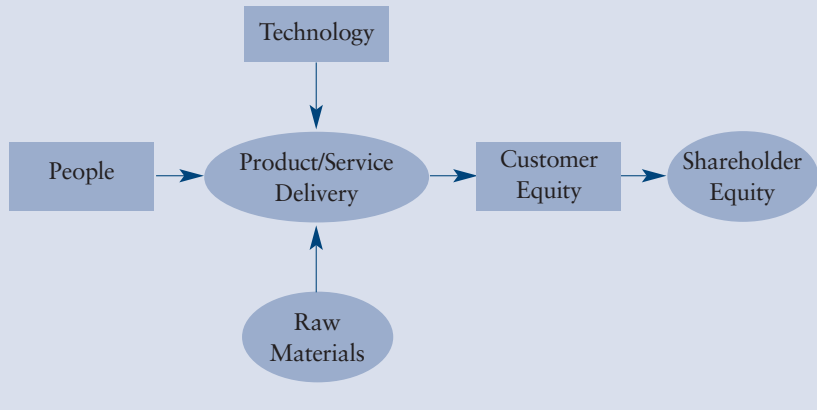 Technology
People
Product/Service
Delivery
Customer
Equity
Shareholder
Equity
Raw
Materials